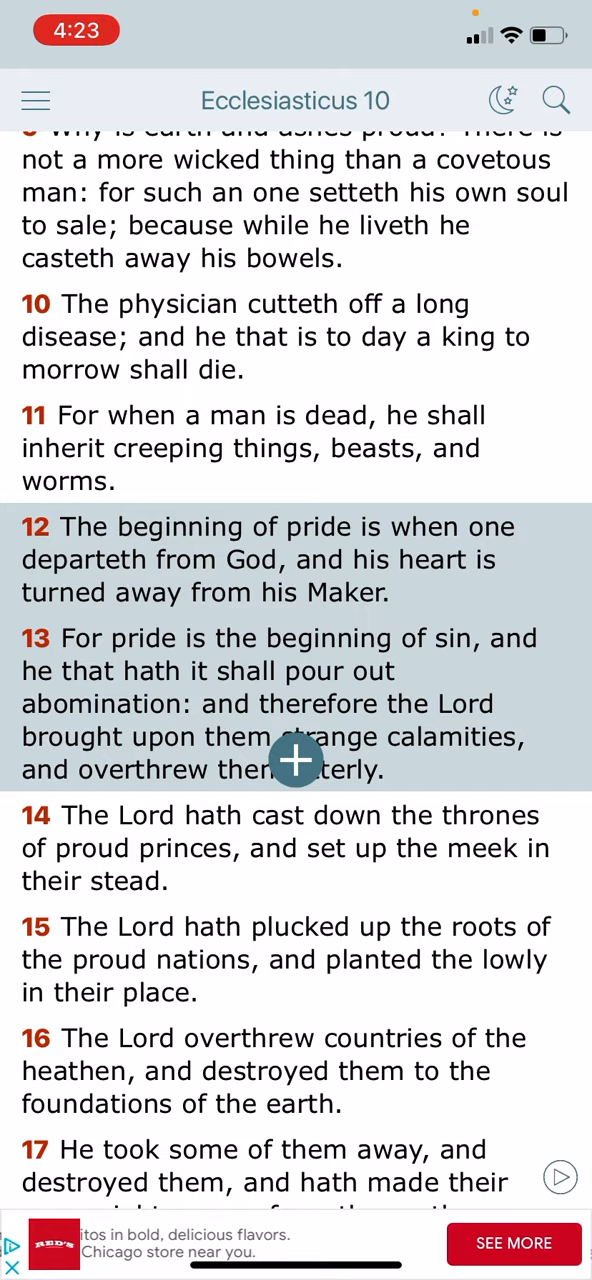 4:23
Ecclesiasticus 10
9 Why is earth and ashes proud? There is
not a more wicked thing than a covetous
man: for such an one setteth his own soul
to sale; because while he liveth he
casteth away his bowels.
10 The physician cutteth off a long
disease; and he that is to day a king to
morrow shall die.
11 For when a man is dead, he shall
inherit creeping things, beasts, and
worms.
12 The beginning of pride is when one
departeth from God, and his heart is
turned away from his Maker.
13 For pride is the beginning of sin, and
he that hath it shall pour out
abomination: and therefore the Lord
brought upon them strange calamities,
and overthrew them utterly.
14 The Lord hath cast down the thrones
of proud princes, and set up the meek in
their stead.
15 The Lord hath plucked up the roots of
the proud nations, and planted the lowly
in their place.
16 The Lord overthrew countries of the
heathen, and destroyed them to the
foundations of the earth.
17 He took some of them away, and
destroyed them, and hath made their
RED'S
itos in bold, delicious flavors.
Chicago store near you.
SEE MORE